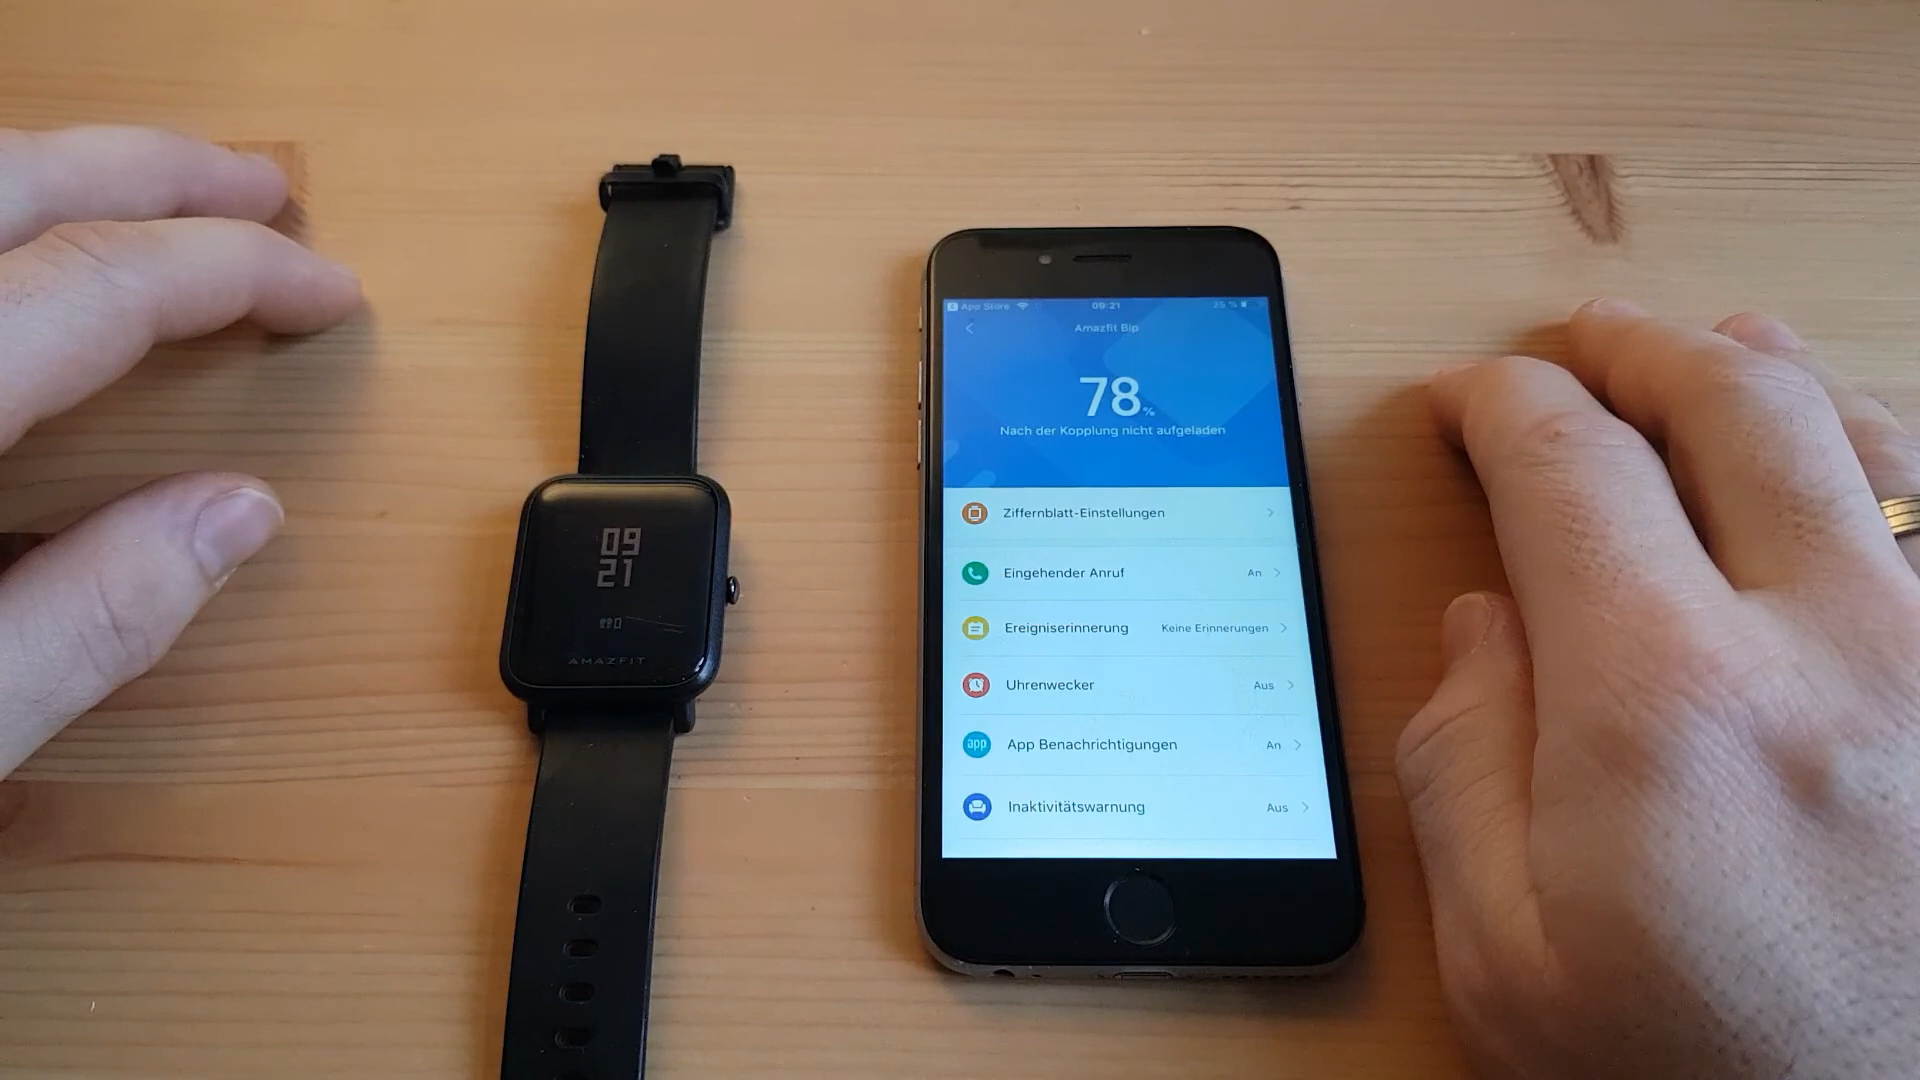 09
21
AMAZFIT
App Store 09:21 25 %
Amazfit Bip
78%
Nach der Kopplung nicht aufgeladen
Ziffernblatt-Einstellungen
Eingehender Anruf An
Ereigniserinnerung Keine Erinnerungen
Uhrenwecker Aus
app App Benachrichtigungen An
Inaktivitätswarnung Aus